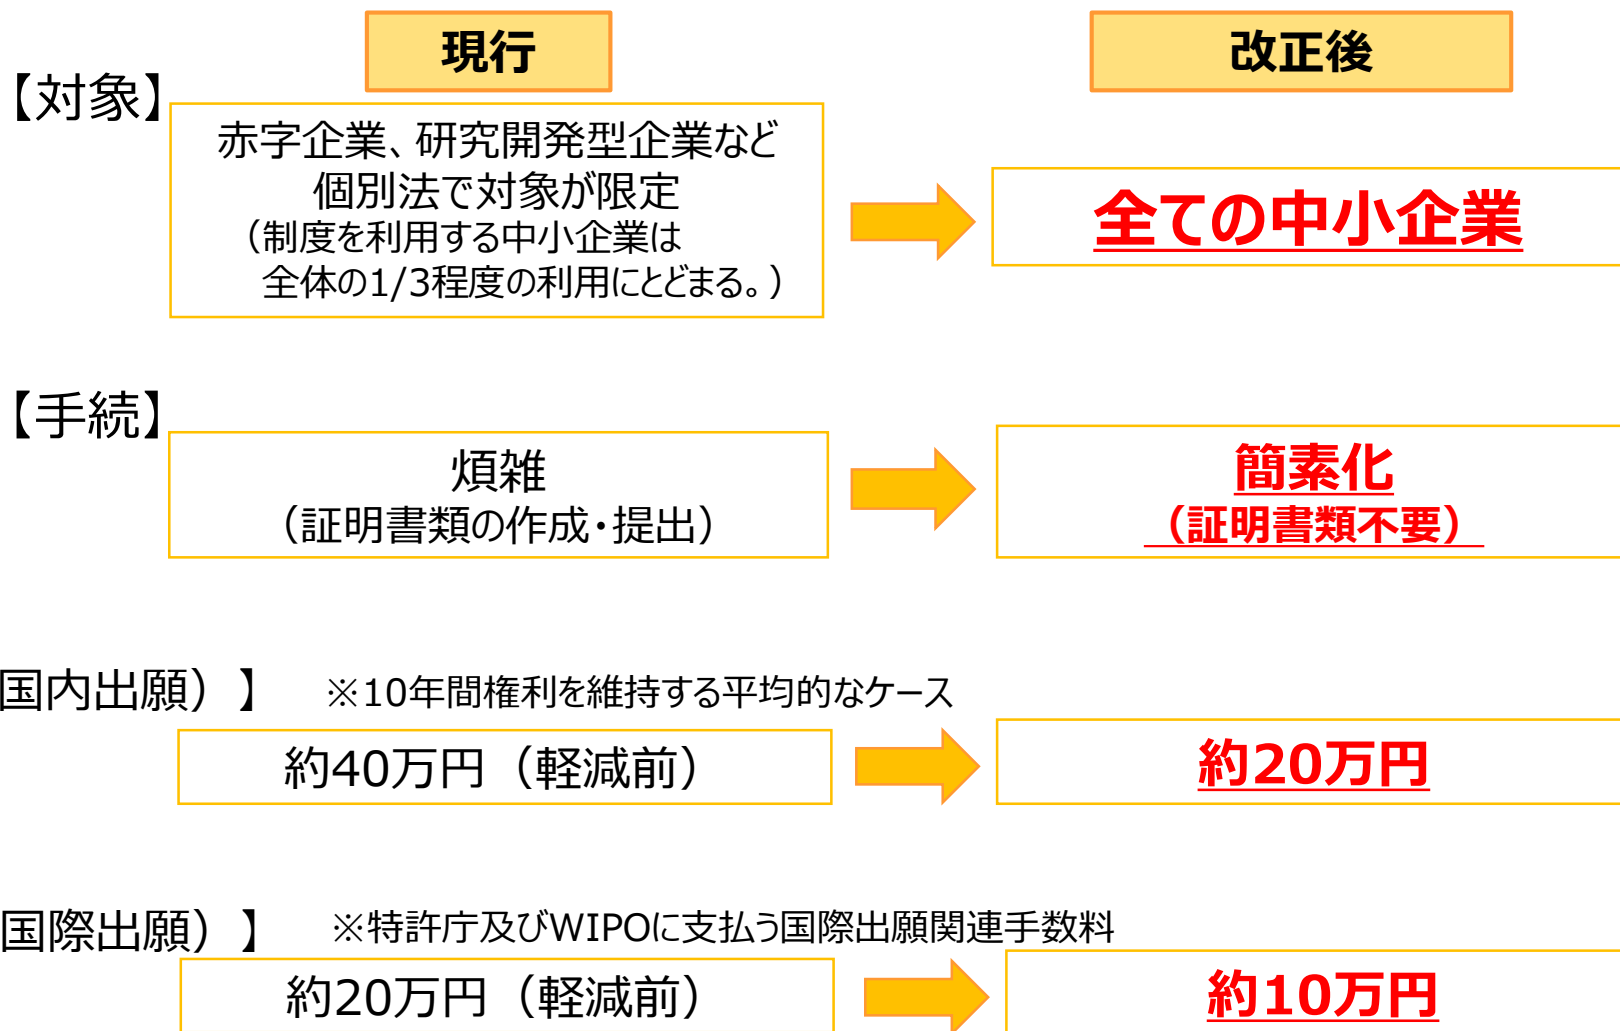 現行
改正後
【対象】
赤字企業、研究開発型企業など
個別法で対象が限定
（制度を利用する中小企業は
全体の1/3程度の利用にとどまる。）
全ての中小企業
【手続】
煩雑
（証明書類の作成・提出）
簡素化
（証明書類不要）
国内出願）】 ※10年間権利を維持する平均的なケース
約40万円（軽減前）
約20万円
国際出願）】 ※特許庁及びWIPOに支払う国際出願関連手数料
約20万円（軽減前）
約10万円